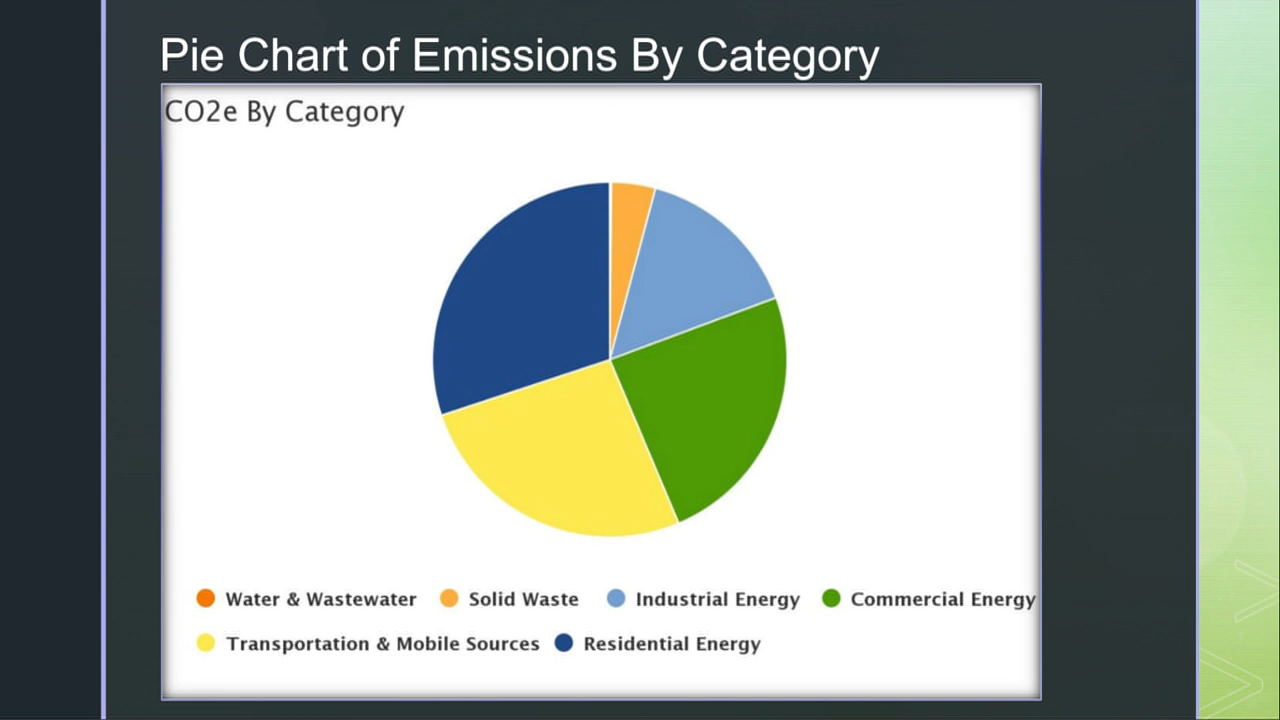 Pie Chart of Emissions By Category
CO2e By Category
Water & Wastewater Solid Waste Industrial Energy Commercial Energy
Transportation & Mobile Sources Residential Energy